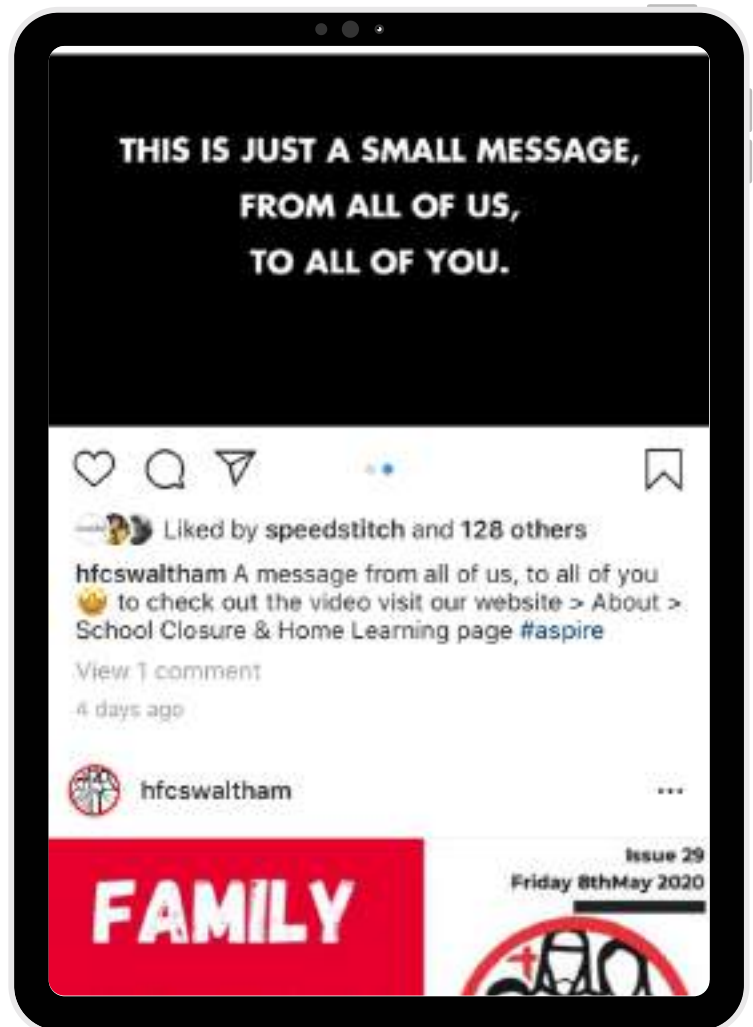 THIS IS JUST A SMALL MESSAGE,
FROM ALL OF US,
TO ALL OF YOU.
Liked by speedstitch and 128 others
hfcswaltham A message from all of us, to all of you
🤩 to check out the video visit our website > About >
School Closure & Home Learning page #aspire
View 1 comment
4 days ago
hfcswaltham
Issue 29
Friday 8thMay 2020
FAMILY